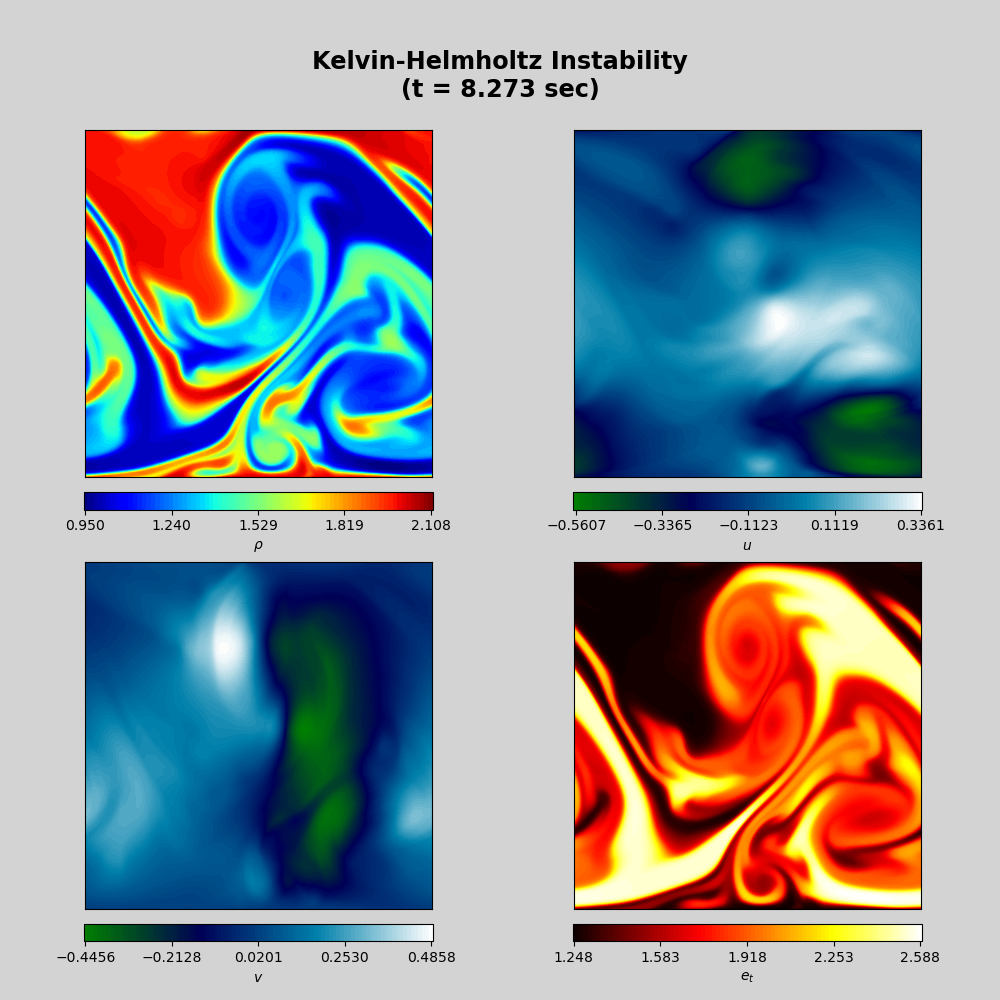 Kelvin-Helmholtz Instability
(t = 8.273 sec)
0.950 1.240 1.529 1.819 2.108
ρ
−0.5607 −0.3365 −0.1123 0.1119 0.3361
u
−0.4456 −0.2128 0.0201 0.2530 0.4858
v
1.248 1.583 1.918 2.253 2.588
e_t